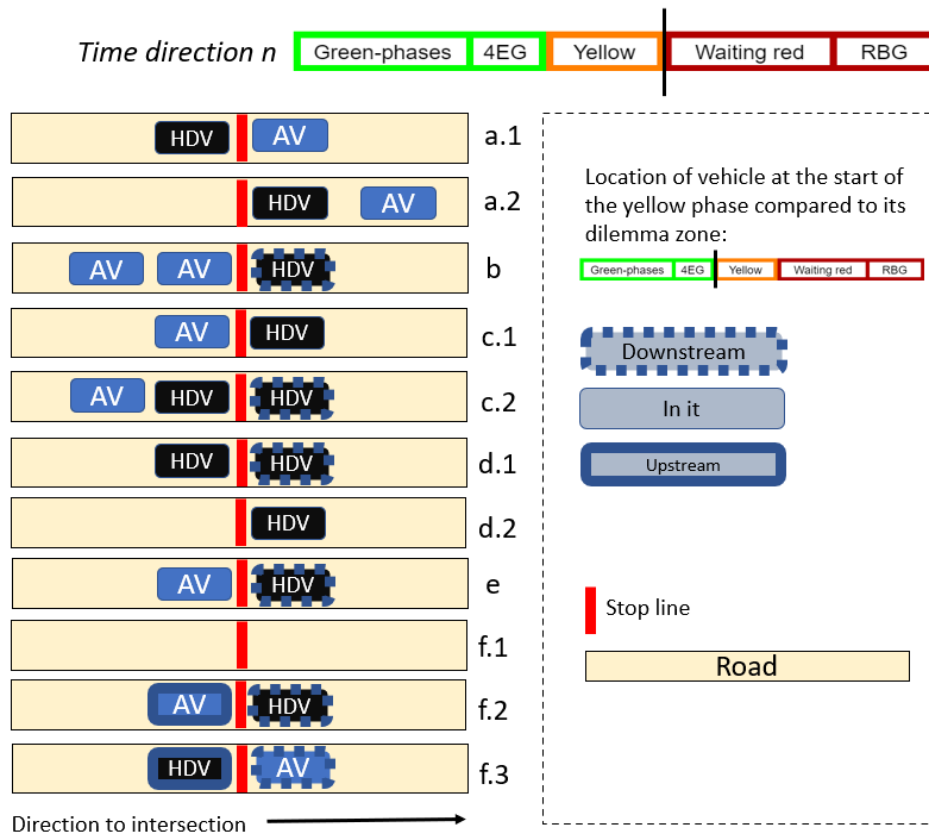 Time direction n
Green-phases 4EG Yellow Waiting red RBG
HDV AV a.1
HDV AV a.2
AV AV HDV b
AV HDV c.1
AV HDV HDV c.2
HDV HDV d.1
HDV d.2
AV HDV e
f.1
AV HDV f.2
HDV AV f.3
Direction to intersection
Location of vehicle at the start of
the yellow phase compared to its
dilemma zone:
Green-phases 4EG Yellow Waiting red RBG
Downstream
In it
Upstream
Stop line
Road